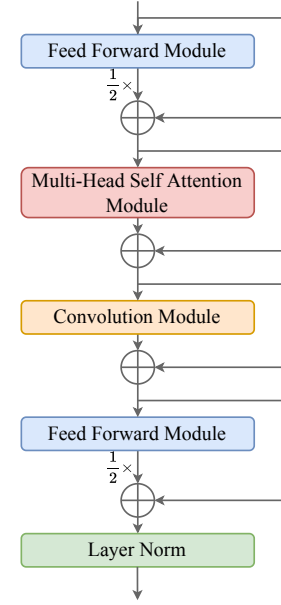 Feed Forward Module
1/2 ×
Multi-Head Self Attention
Module
Convolution Module
Feed Forward Module
1/2 ×
Layer Norm